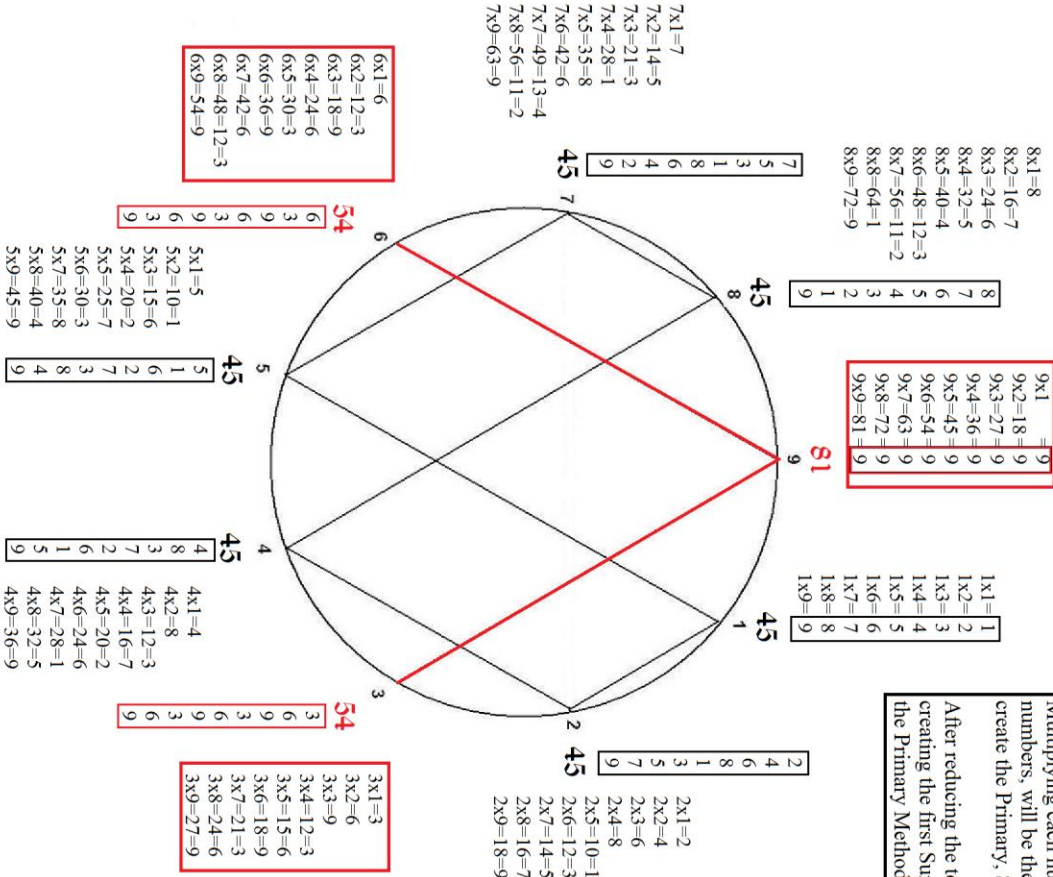 Multiplying each
numbers, will be the
create the Primary,
After reducing the
creating the first
the Primary Method
9x1 =9
9x2=18=9
9x3=27=9
9x4=36=9
9x5=45=9
9x6=54=9
9x7=63=9
9x8=72=9
9x9=81=9
81
9
8x1=8
8x2=16=7
8x3=24=6
8x4=32=5
8x5=40=4
8x6=48=12=3
8x7=56=11=2
8x8=64=1
8x9=72=9
8
7
6
5
4
3
2
1
9
45
8
1x1=1
1x2=2
1x3=3
1x4=4
1x5=5
1x6=6
1x7=7
1x8=8
1x9=9
45
1
7x1=7
7x2=14=5
7x3=21=3
7x4=28=1
7x5=35=8
7x6=42=6
7x7=49=13=4
7x8=56=11=2
7x9=63=9
7
5
3
1
8
6
4
2
9
45
7
2
4
6
8
1
3
5
7
9
45
2
2x1=2
2x2=4
2x3=6
2x4=8
2x5=10=1
2x6=12=3
2x7=14=5
2x8=16=7
2x9=18=9
6x1=6
6x2=12=3
6x3=18=9
6x4=24=6
6x5=30=3
6x6=36=9
6x7=42=6
6x8=48=12=3
6x9=54=9
54
6
6
3
9
6
3
9
6
3
9
54
3
3
6
9
3
6
9
3
6
9
3x1=3
3x2=6
3x3=9
3x4=12=3
3x5=15=6
3x6=18=9
3x7=21=3
3x8=24=6
3x9=27=9
5x1=5
5x2=10=1
5x3=15=6
5x4=20=2
5x5=25=7
5x6=30=3
5x7=35=8
5x8=40=4
5x9=45=9
5
45
5
1
6
2
7
3
8
4
9
4
45
4
8
3
7
2
6
1
5
9
4x1=4
4x2=8
4x3=12=3
4x4=16=7
4x5=20=2
4x6=24=6
4x7=28=1
4x8=32=5
4x9=36=9